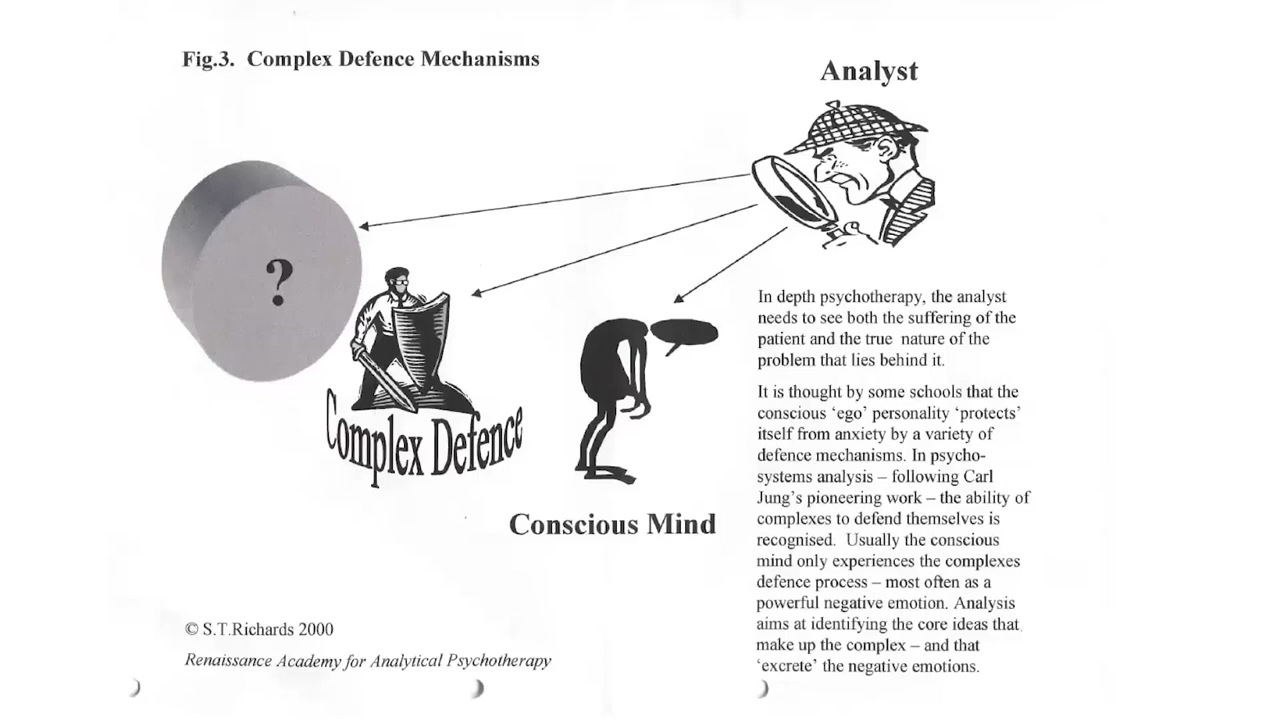 Fig.3. Complex Defence Mechanisms
Analyst
?
Complex Defence
Conscious Mind
In depth psychotherapy, the analyst
needs to see both the suffering of the
patient and the true nature of the
problem that lies behind it.
It is thought by some schools that the
conscious ‘ego’ personality ‘protects’
itself from anxiety by a variety of
defence mechanisms. In psycho-
systems analysis – following Carl
Jung’s pioneering work – the ability of
complexes to defend themselves is
recognised. Usually the conscious
mind only experiences the complexes
defence process – most often as a
powerful negative emotion. Analysis
aims at identifying the core ideas that
make up the complex – and that
‘excrete’ the negative emotions.
© S.T.Richards 2000
Renaissance Academy for Analytical Psychotherapy